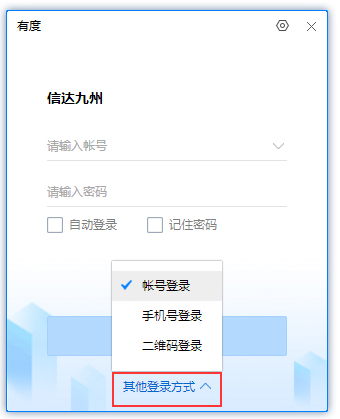 有度
信达九州
请输入帐号
请输入密码
自动登录 记住密码
帐号登录
手机号登录
二维码登录
其他登录方式